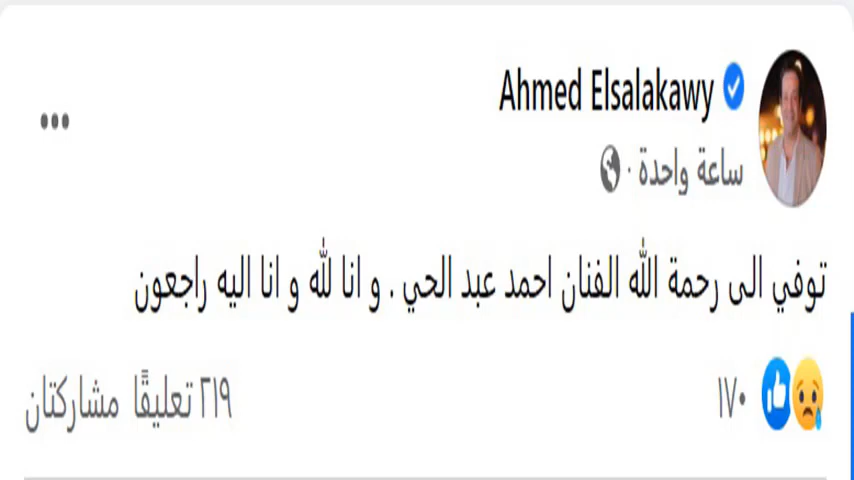 Ahmed Elsalakawy
ساعة واحدة ·
توفي الى رحمة الله الفنان احمد عبد الحي . و انا لله و انا اليه راجعون
١٧٠
٢١٩ تعليقًا مشاركتان